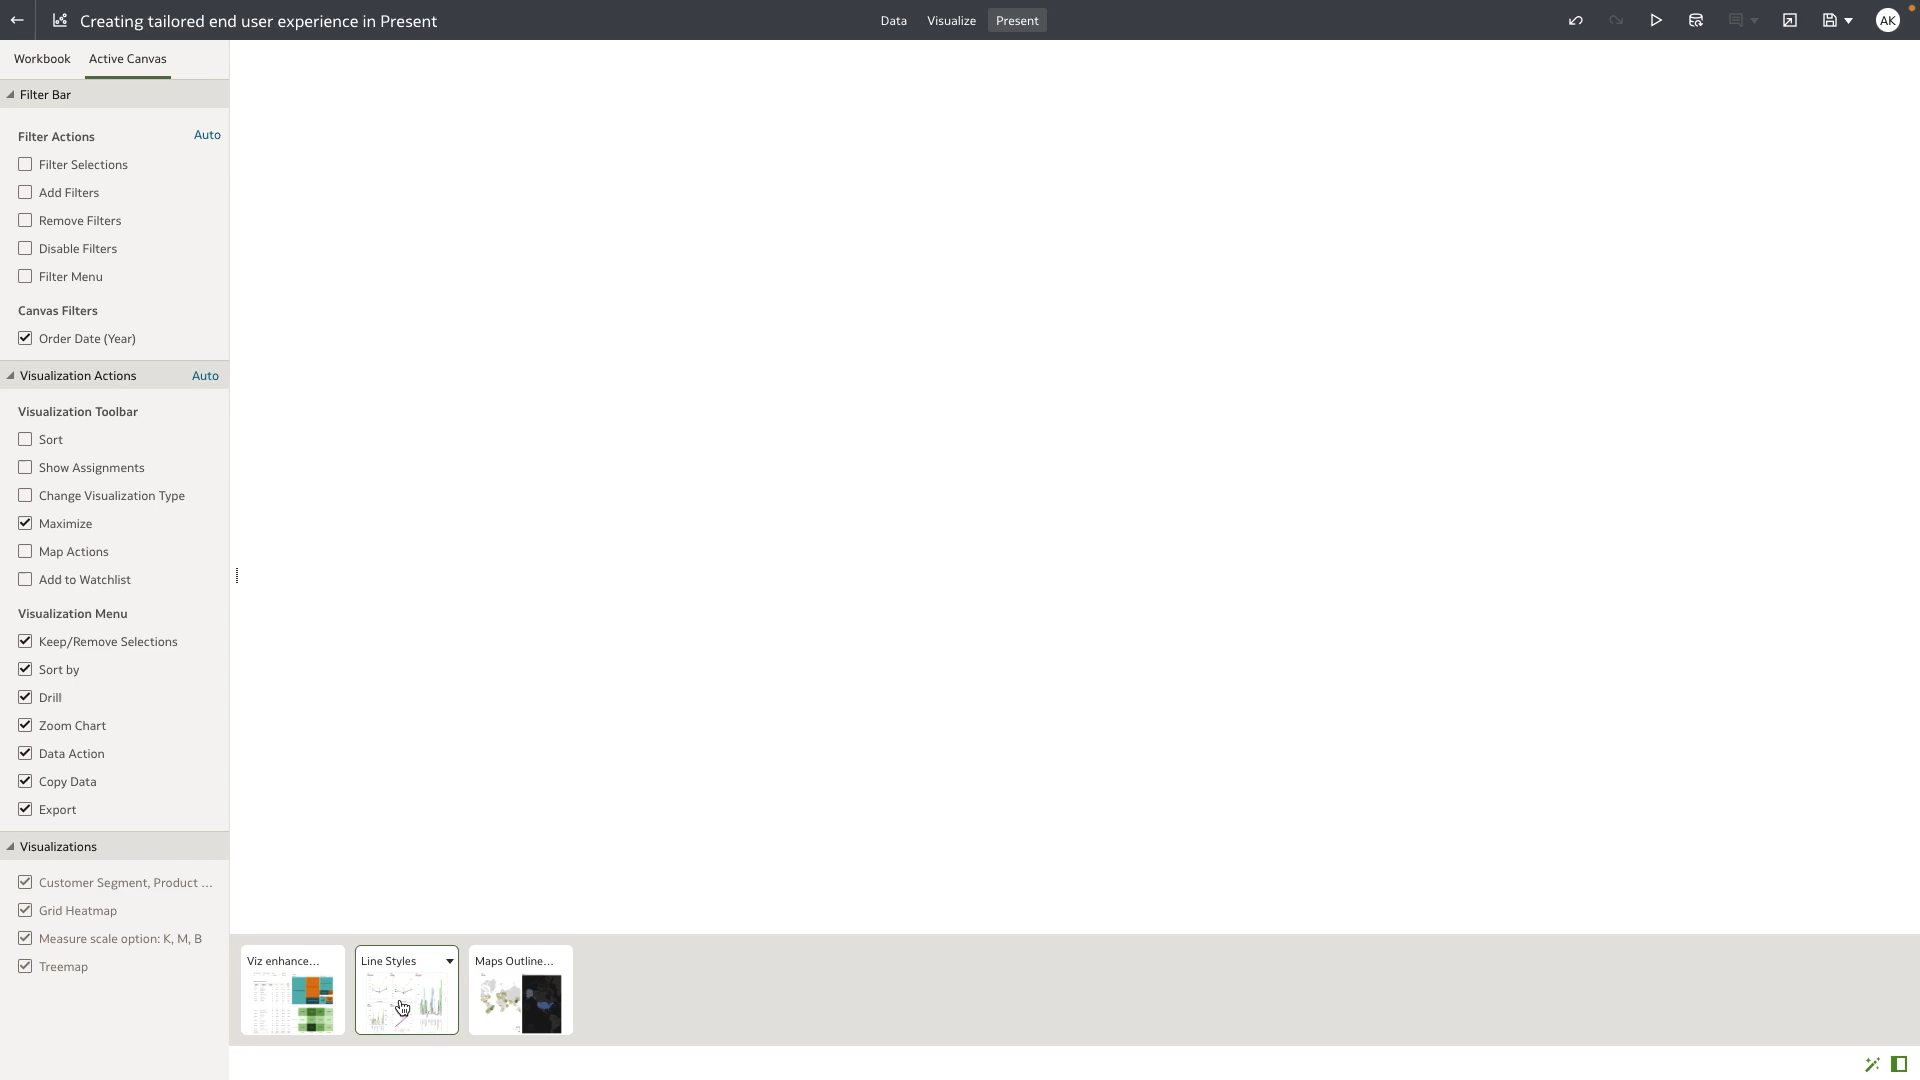 Creating tailored end user experience in Present
Data
Visualize
Present
AK
Workbook
Active Canvas
Filter Bar
Filter Actions
Auto
Filter Selections
Add Filters
Remove Filters
Disable Filters
Filter Menu
Canvas Filters
Order Date (Year)
Visualization Actions
Auto
Visualization Toolbar
Sort
Show Assignments
Change Visualization Type
Maximize
Map Actions
Add to Watchlist
Visualization Menu
Keep/Remove Selections
Sort by
Drill
Zoom Chart
Data Action
Copy Data
Export
Visualizations
Customer Segment, Product ...
Grid Heatmap
Measure scale option: K, M, B
Treemap
Viz enhance...
Line Styles
Maps Outline...